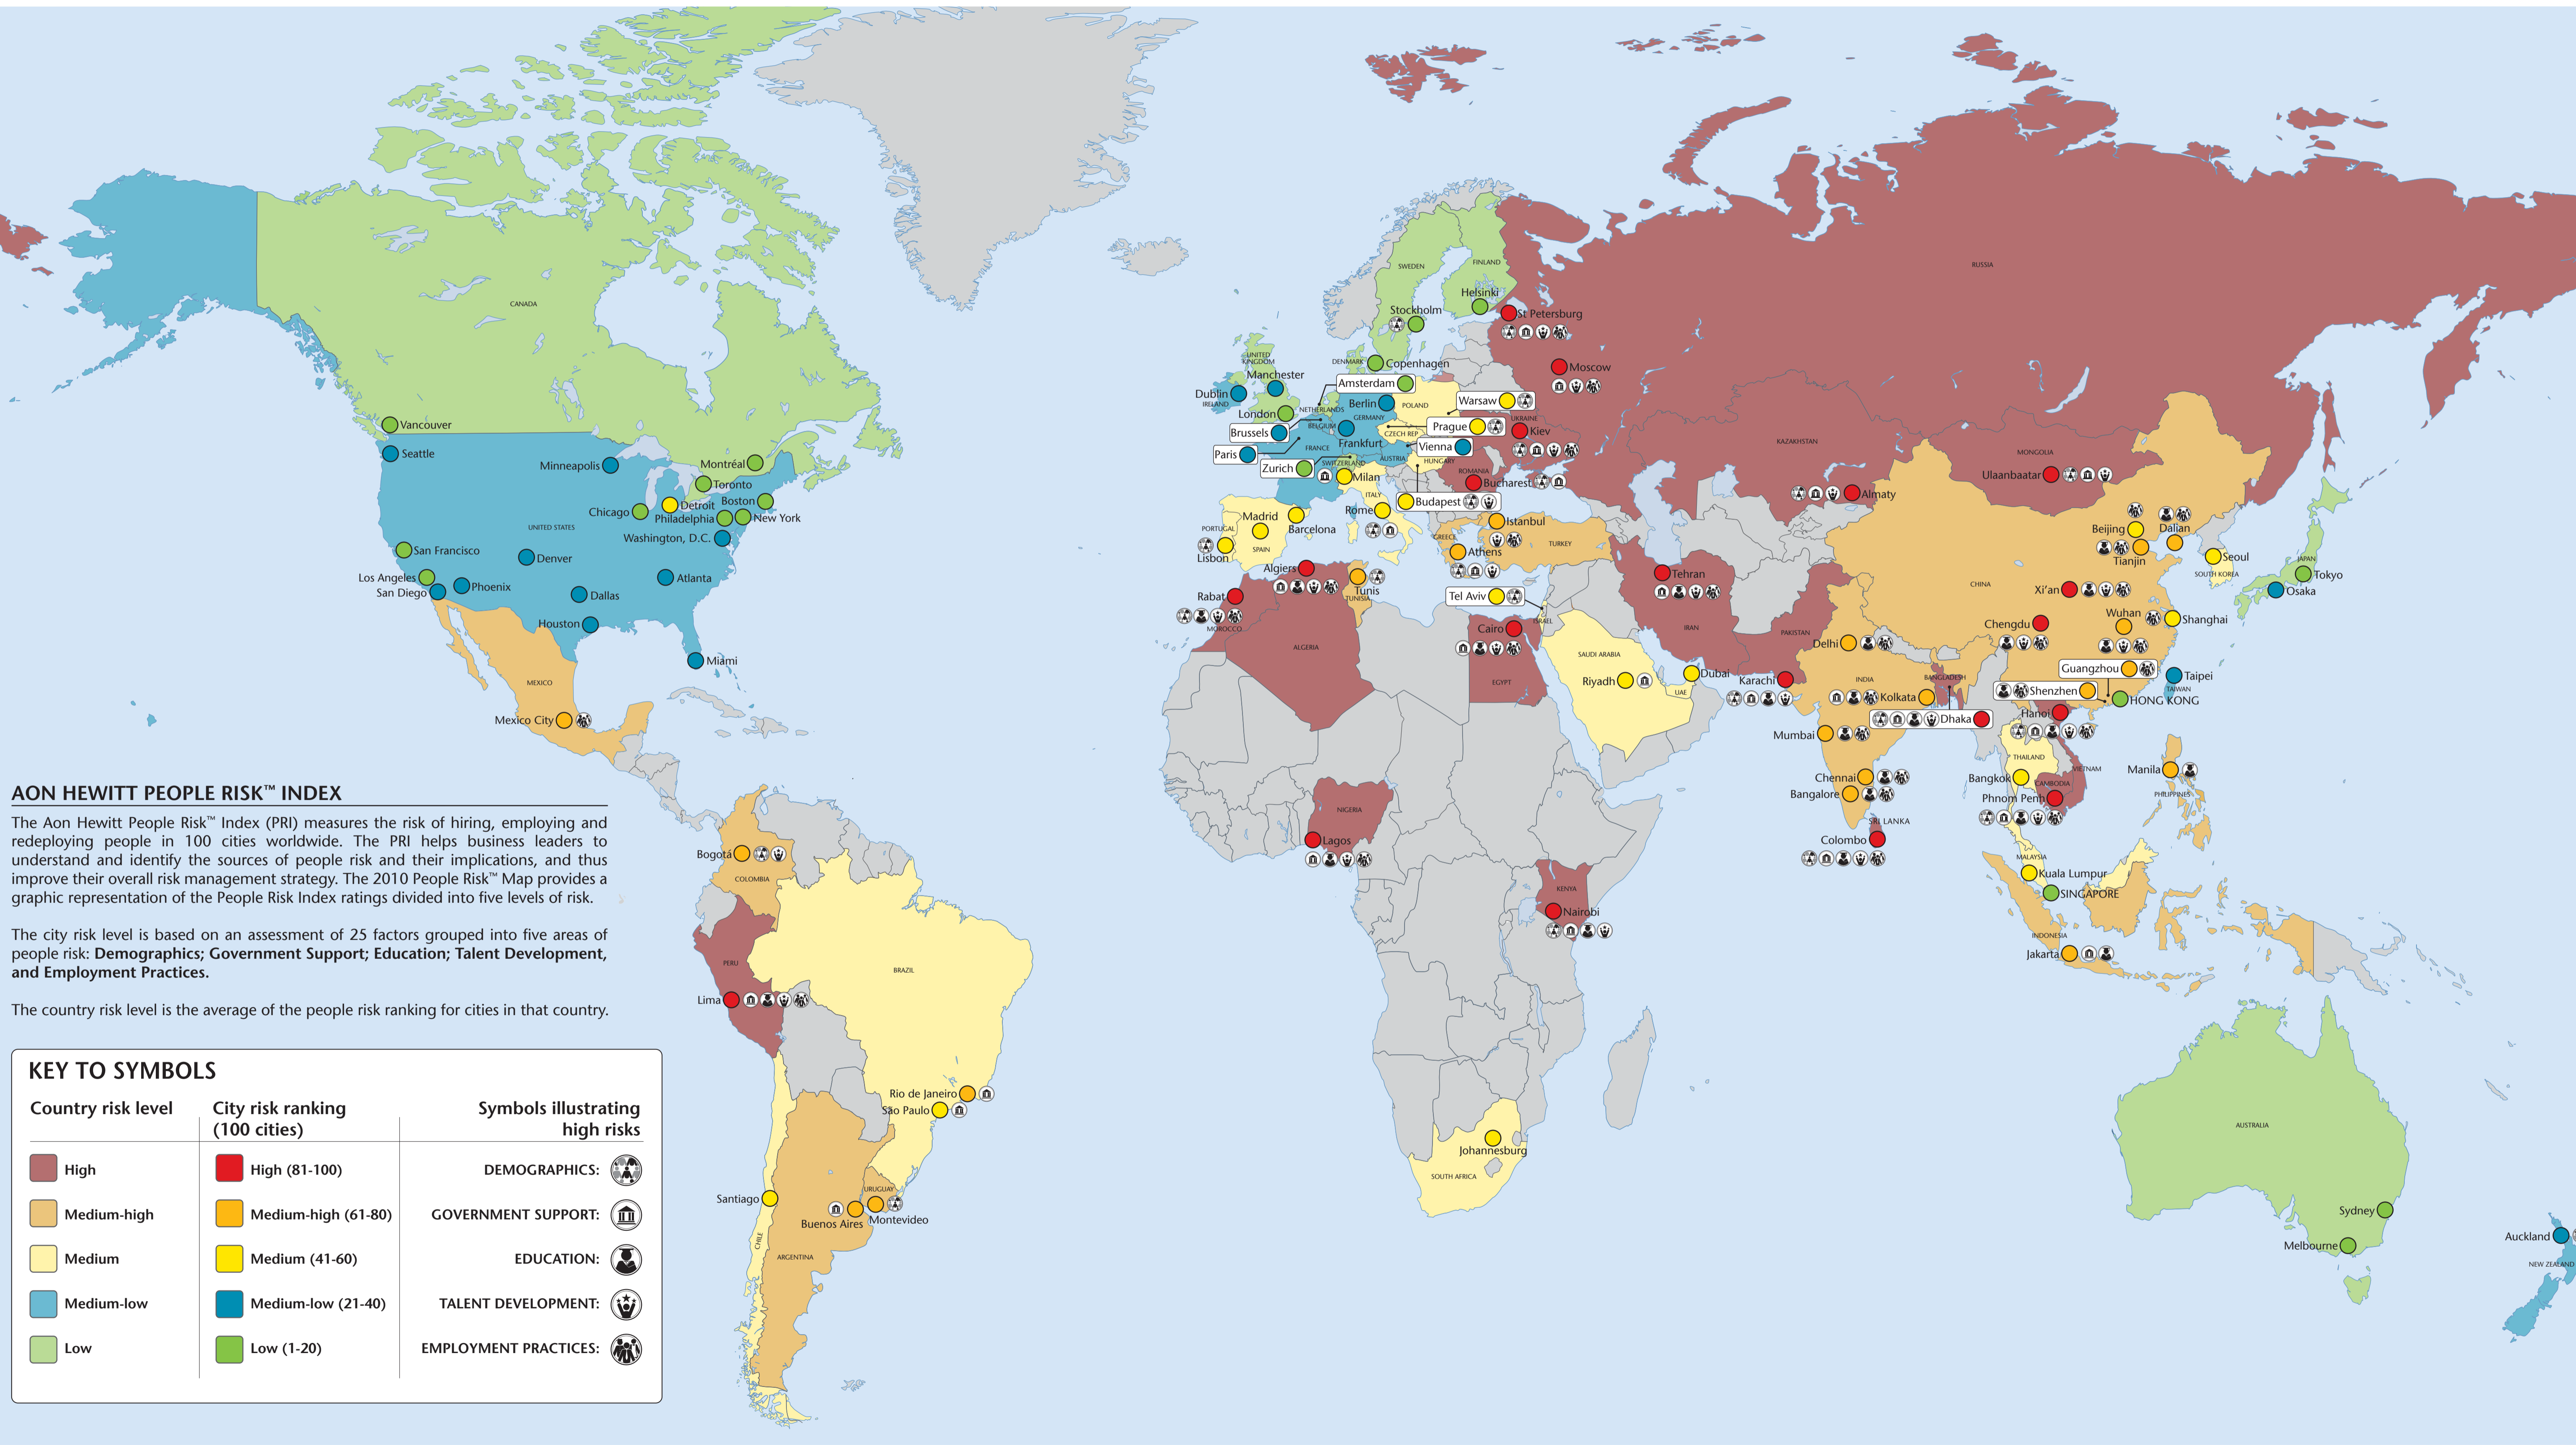 CANADA
Vancouver
Seattle
Minneapolis
Montréal
Toronto
Boston
Detroit
Chicago
Philadelphia
New York
UNITED STATES
Washington, D.C.
San Francisco
Denver
Los Angeles
San Diego
Phoenix
Atlanta
Dallas
Houston
Miami
MEXICO
Mexico City
AON HEWITT PEOPLE RISK™ INDEX
The Aon Hewitt People Risk™ Index (PRI) measures the risk of hiring, employing and
redeploying people in 100 cities worldwide. The PRI helps business leaders to
understand and identify the sources of people risk and their implications, and thus
improve their overall risk management strategy. The 2010 People Risk™ Map provides a
graphic representation of the People Risk Index ratings divided into five levels of risk.
The city risk level is based on an assessment of 25 factors grouped into five areas of
people risk: Demographics; Government Support; Education; Talent Development,
and Employment Practices.
The country risk level is the average of the people risk ranking for cities in that country.
KEY TO SYMBOLS
Country risk level
High
Medium-high
Medium
Medium-low
Low
City risk ranking
(100 cities)
High (81-100)
Medium-high (61-80)
Medium (41-60)
Medium-low (21-40)
Low (1-20)
Symbols illustrating
high risks
DEMOGRAPHICS:
GOVERNMENT SUPPORT:
EDUCATION:
TALENT DEVELOPMENT:
EMPLOYMENT PRACTICES:
Bogotá
COLOMBIA
PERU
Lima
BRAZIL
Rio de Janeiro
São Paulo
Santiago
CHILE
URUGUAY
Buenos Aires
Montevideo
ARGENTINA
SWEDEN
FINLAND
Helsinki
Stockholm
St Petersburg
RUSSIA
UNITED
KINGDOM
DENMARK
Copenhagen
Moscow
Manchester
Amsterdam
Dublin
IRELAND
Berlin
POLAND
Warsaw
London
NETHERLANDS
GERMANY
UKRAINE
Brussels
BELGIUM
Prague
CZECH REP
Kiev
Frankfurt
Paris
FRANCE
Vienna
AUSTRIA
HUNGARY
Zurich
SWITZERLAND
ROMANIA
Milan
Bucharest
ITALY
Budapest
Rome
Madrid
Barcelona
PORTUGAL
Lisbon
SPAIN
Istanbul
GREECE
TURKEY
Athens
Algiers
Tunis
TUNISIA
Rabat
MOROCCO
ALGERIA
Tel Aviv
ISRAEL
Cairo
EGYPT
Tehran
IRAN
SAUDI ARABIA
Riyadh
Dubai
UAE
NIGERIA
Lagos
KENYA
Nairobi
Johannesburg
SOUTH AFRICA
KAZAKHSTAN
Almaty
MONGOLIA
Ulaanbaatar
PAKISTAN
Karachi
CHINA
Beijing
Dalian
Tianjin
Seoul
SOUTH KOREA
JAPAN
Tokyo
Osaka
Xi'an
Wuhan
Shanghai
Chengdu
Delhi
INDIA
BANGLADESH
Kolkata
Dhaka
Guangzhou
Shenzhen
Taipei
TAIWAN
HONG KONG
Hanoi
Mumbai
THAILAND
Bangkok
VIETNAM
CAMBODIA
Phnom Penh
Manila
PHILIPPINES
Chennai
Bangalore
SRI LANKA
Colombo
MALAYSIA
Kuala Lumpur
SINGAPORE
INDONESIA
Jakarta
AUSTRALIA
Sydney
Melbourne
Auckland
NEW ZEALAND